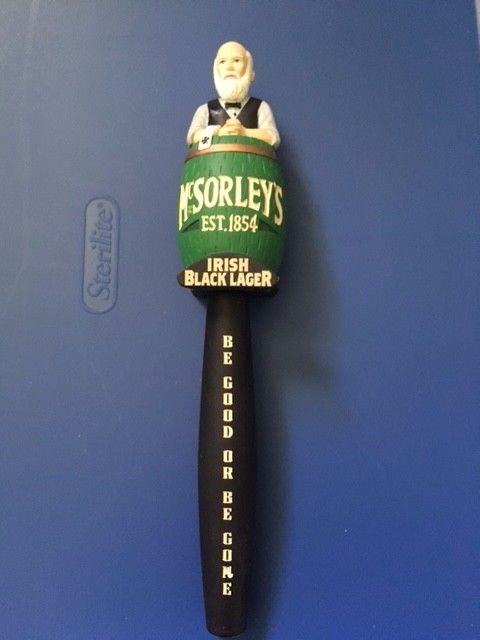 McSORLEY'S
EST. 1854
IRISH
BLACK LAGER
BE GOOD OR BE GONE
Sterilite®